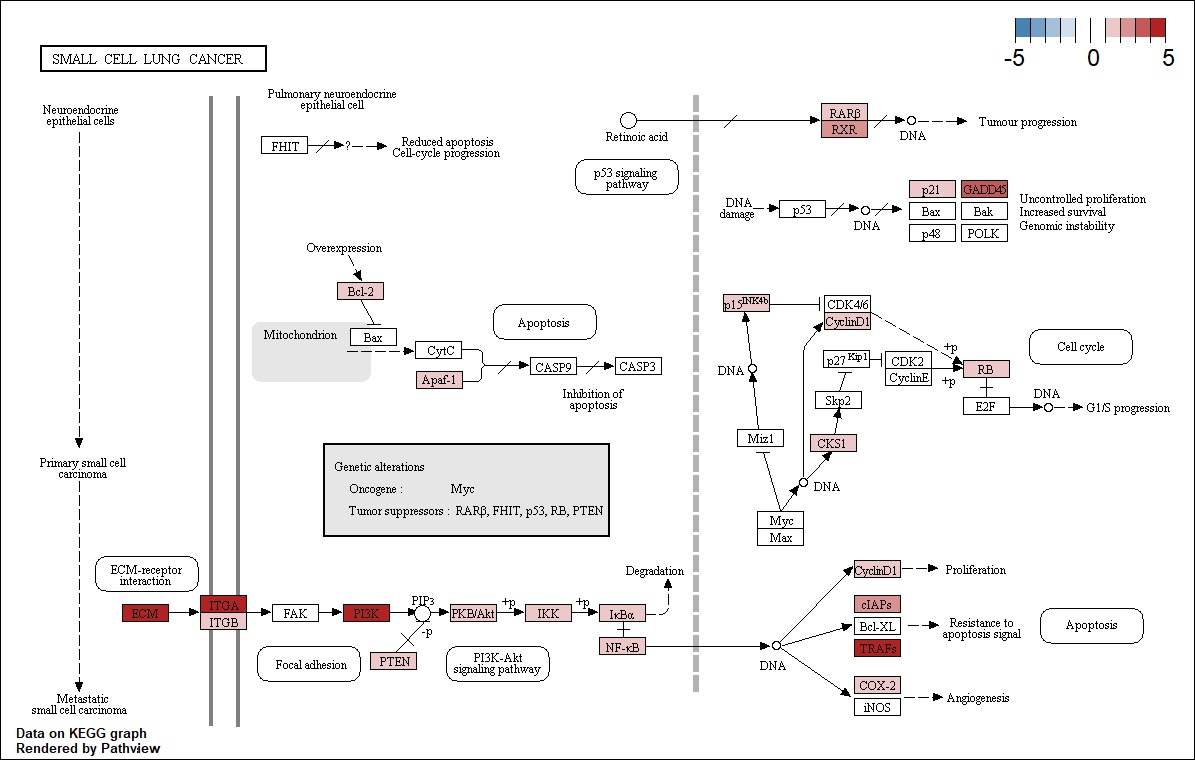 -5 0 5
SMALL CELL LUNG CANCER
Neuroendocrine
epithelial cells
Pulmonary neuroendocrine
epithelial cell
FHIT
?
Reduced apoptosis
Cell-cycle progression
Retinoic acid
RARβ
RXR
DNA
Tumour progression
p53 signaling
pathway
DNA
damage
p53
DNA
p21
GADD45
Bax
Bak
p48
POLK
Uncontrolled proliferation
Increased survival
Genomic instability
Overexpression
Bcl-2
Mitochondrion
Bax
Apoptosis
CytC
Apaf-1
CASP9
CASP3
Inhibition of
apoptosis
p15INK4b
CDK4/6
CyclinD1
Cell cycle
+p
DNA
p27Kip1
CDK2
CyclinE
+p
RB
Skp2
E2F
DNA
G1/S progression
Miz1
CKS1
DNA
Myc
Max
Primary small cell
carcinoma
Genetic alterations
Oncogene : Myc
Tumor suppressors : RARβ, FHIT, p53, RB, PTEN
ECM-receptor
interaction
ECM
ITGA
ITGB
FAK
PI3K
PIP3
-p
PTEN
PKB/Akt
+p
IKK
+p
IκBα
NF-κB
Degradation
Focal adhesion
PI3K-Akt
signaling pathway
DNA
CyclinD1
Proliferation
cIAPs
Bcl-XL
TRAFs
Resistance to
apoptosis signal
Apoptosis
COX-2
iNOS
Angiogenesis
Metastatic
small cell carcinoma
Data on KEGG graph
Rendered by Pathview